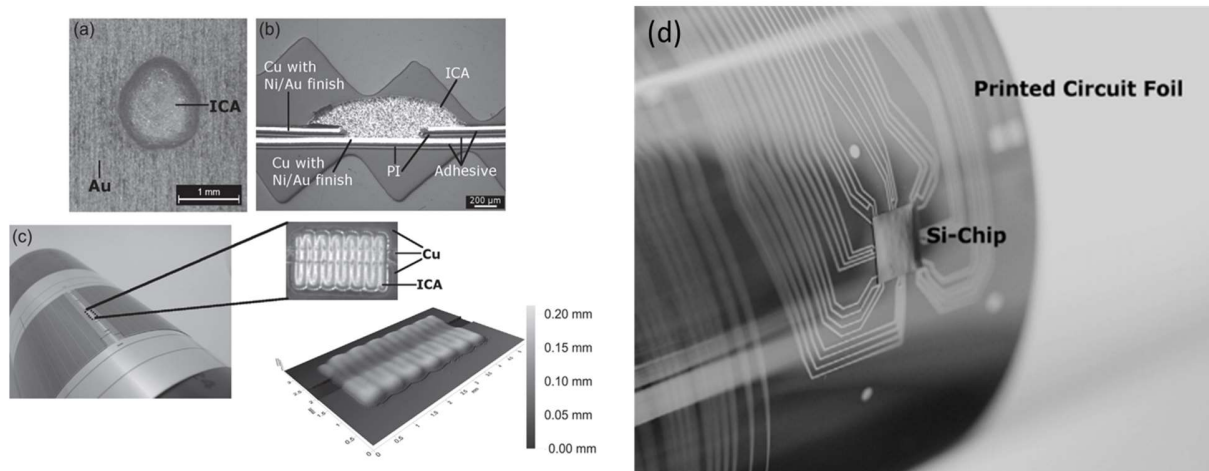 (a)
ICA
Au
1 mm
(b)
Cu with
Ni/Au finish
ICA
Cu with
Ni/Au finish
PI
Adhesive
200 µm
(c)
Cu
ICA
0.20 mm
0.15 mm
0.10 mm
0.05 mm
0.00 mm
(d)
Printed Circuit Foil
Si-Chip